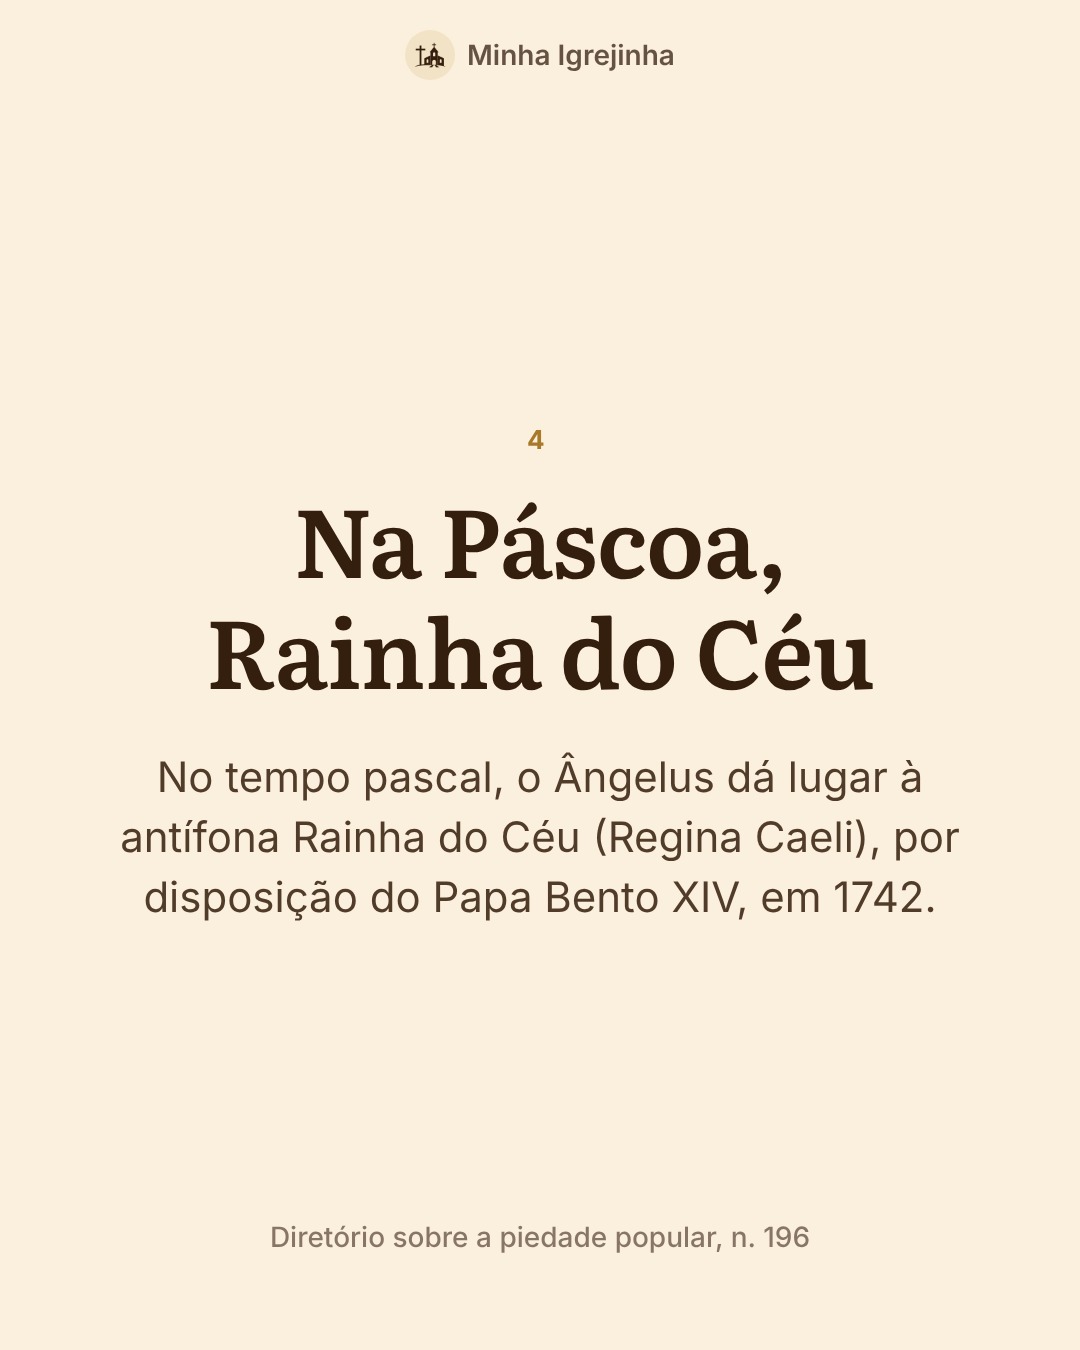 Minha Igrejinha
4
Na Páscoa,
Rainha do Céu
No tempo pascal, o Ângelus dá lugar à
antífona Rainha do Céu (Regina Caeli), por
disposição do Papa Bento XIV, em 1742.
Diretório sobre a piedade popular, n. 196